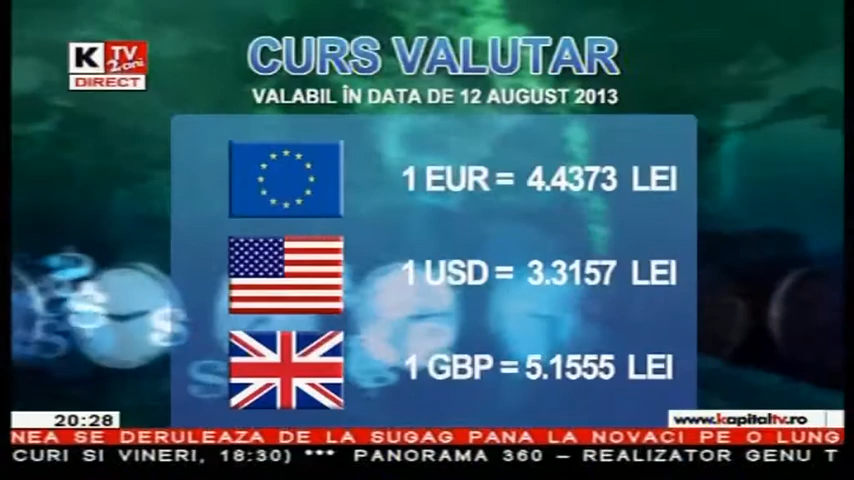 K TV
2 ani
DIRECT
CURS VALUTAR
VALABIL ÎN DATA DE 12 AUGUST 2013
1 EUR = 4.4373 LEI
1 USD = 3.3157 LEI
1 GBP = 5.1555 LEI
20:28
www.kapitaltv.ro
NEA SE DERULEAZA DE LA SUGAG PANA LA NOVACI PE O LUNG
CURI SI VINERI, 18:30) *** PANORAMA 360 – REALIZATOR GENU T